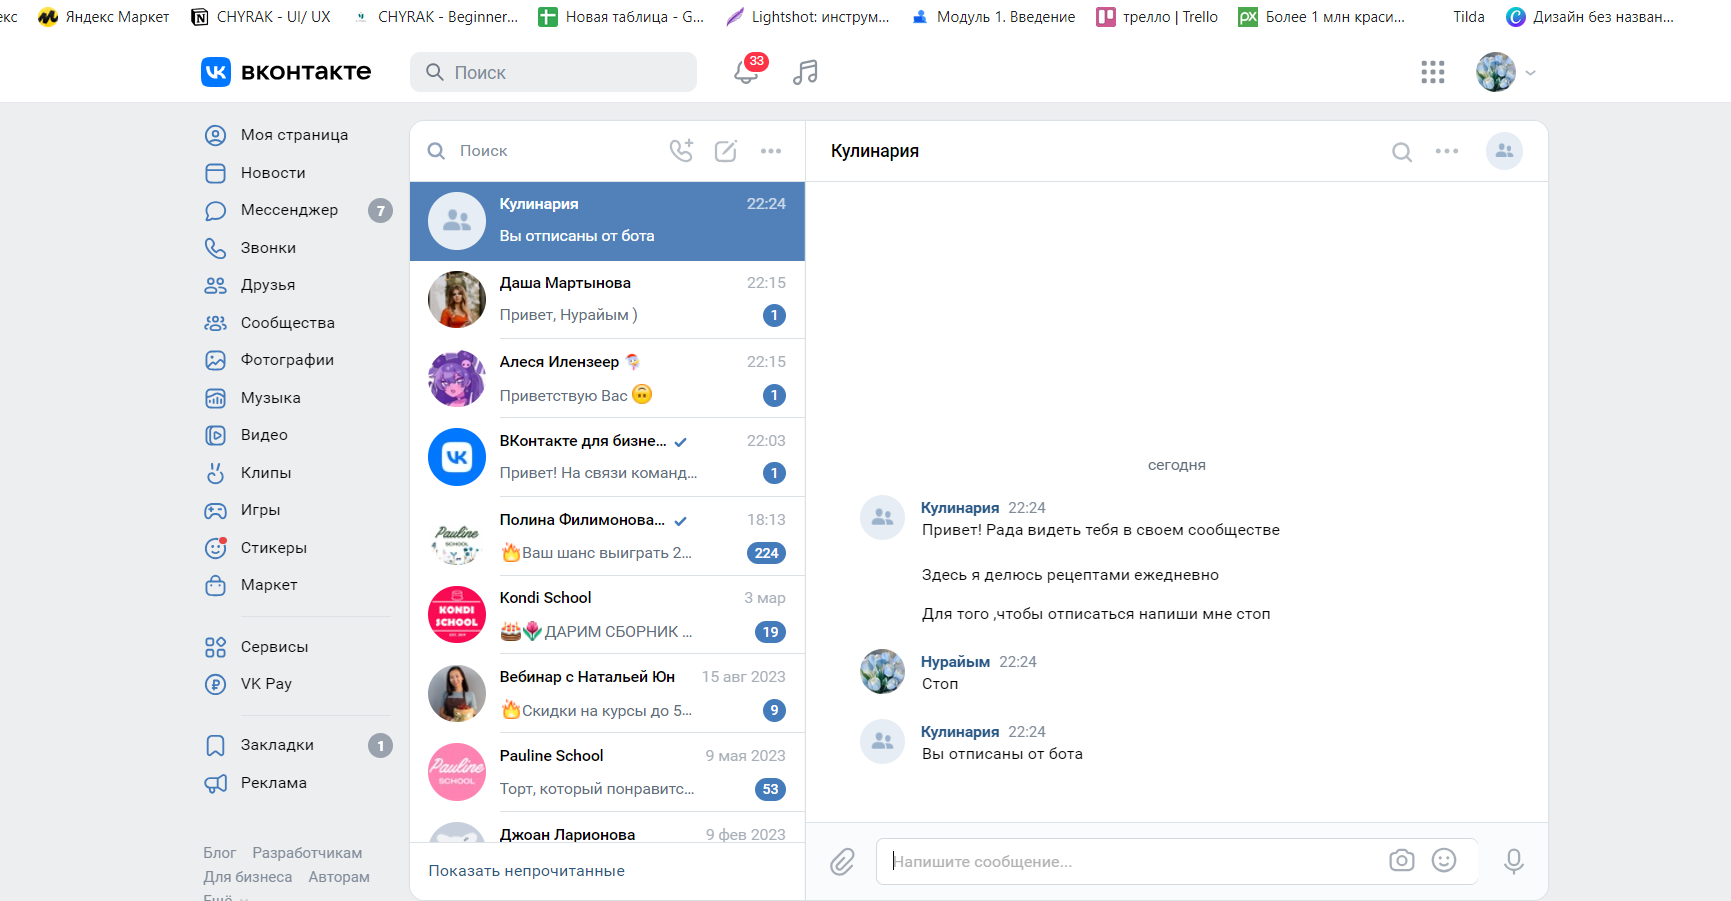 екс Яндекс Маркет CHYRAK - UI/ UX CHYRAK - Beginner... Новая таблица - G... Lightshot: инструм... Модуль 1. Введение трелло | Trello Более 1 млн краси... Tilda Дизайн без назван...
вконтакте Поиск 33
Моя страница
Новости
Мессенджер 7
Звонки
Друзья
Сообщества
Фотографии
Музыка
Видео
Клипы
Игры
Стикеры
Маркет
Сервисы
VK Pay
Закладки 1
Реклама
Блог Разработчикам
Для бизнеса Авторам
Ещё
Поиск
Кулинария 22:24
Вы отписаны от бота
Даша Мартынова 22:15
Привет, Нурайым ) 1
Алеся Илензеер 22:15
Приветствую Вас 🙃 1
ВКонтакте для бизне... 22:03
Привет! На связи команд... 1
Полина Филимонова... 18:13
🔥Ваш шанс выиграть 2... 224
Pauline
SCHOOL
Kondi School 3 мар
🎂🌷ДАРИМ СБОРНИК ... 19
KONDI
SCHOOL
Вебинар с Натальей Юн 15 авг 2023
🔥Скидки на курсы до 5... 9
Pauline School 9 мая 2023
Торт, который понравитс... 53
Pauline
SCHOOL
Джоан Ларионова 9 фев 2023
Показать непрочитанные
Кулинария
сегодня
Кулинария 22:24
Привет! Рада видеть тебя в своем сообществе
Здесь я делюсь рецептами ежедневно
Для того ,чтобы отписаться напиши мне стоп
Нурайым 22:24
Стоп
Кулинария 22:24
Вы отписаны от бота
Напишите сообщение...